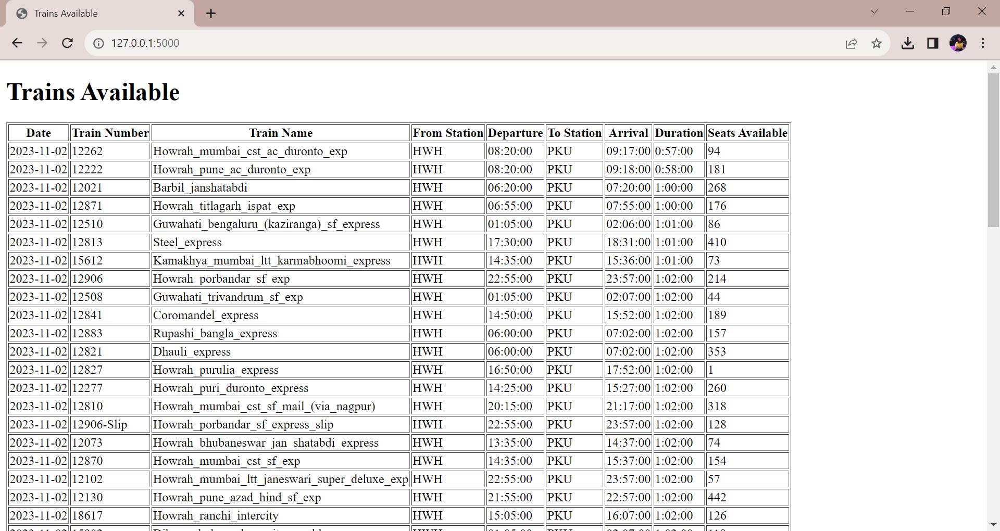 Trains Available
127.0.0.1:5000
Trains Available
Date Train Number Train Name From Station Departure To Station Arrival Duration Seats Available
2023-11-02 12262 Howrah_mumbai_cst_ac_duronto_exp HWH 08:20:00 PKU 09:17:00 0:57:00 94
2023-11-02 12222 Howrah_pune_ac_duronto_exp HWH 08:20:00 PKU 09:18:00 0:58:00 181
2023-11-02 12021 Barbil_janshatabdi HWH 06:20:00 PKU 07:20:00 1:00:00 268
2023-11-02 12871 Howrah_titlagarh_ispat_exp HWH 06:55:00 PKU 07:55:00 1:00:00 176
2023-11-02 12510 Guwahati_bengaluru_(kaziranga)_sf_express HWH 01:05:00 PKU 02:06:00 1:01:00 86
2023-11-02 12813 Steel_express HWH 17:30:00 PKU 18:31:00 1:01:00 410
2023-11-02 15612 Kamakhya_mumbai_ltt_karmabhoomi_express HWH 14:35:00 PKU 15:36:00 1:01:00 73
2023-11-02 12906 Howrah_porbandar_sf_exp HWH 22:55:00 PKU 23:57:00 1:02:00 214
2023-11-02 12508 Guwahati_trivandrum_sf_exp HWH 01:05:00 PKU 02:07:00 1:02:00 44
2023-11-02 12841 Coromandel_express HWH 14:50:00 PKU 15:52:00 1:02:00 189
2023-11-02 12883 Rupashi_bangla_express HWH 06:00:00 PKU 07:02:00 1:02:00 157
2023-11-02 12821 Dhauli_express HWH 06:00:00 PKU 07:02:00 1:02:00 353
2023-11-02 12827 Howrah_purulia_express HWH 16:50:00 PKU 17:52:00 1:02:00 1
2023-11-02 12277 Howrah_puri_duronto_express HWH 14:25:00 PKU 15:27:00 1:02:00 260
2023-11-02 12810 Howrah_mumbai_cst_sf_mail_(via_nagpur) HWH 20:15:00 PKU 21:17:00 1:02:00 318
2023-11-02 12906-Slip Howrah_porbandar_sf_express_slip HWH 22:55:00 PKU 23:57:00 1:02:00 128
2023-11-02 12073 Howrah_bhubaneswar_jan_shatabdi_express HWH 13:35:00 PKU 14:37:00 1:02:00 74
2023-11-02 12870 Howrah_mumbai_cst_sf_exp HWH 14:35:00 PKU 15:37:00 1:02:00 154
2023-11-02 12102 Howrah_mumbai_ltt_janeswari_super_deluxe_exp HWH 22:55:00 PKU 23:57:00 1:02:00 57
2023-11-02 12130 Howrah_pune_azad_hind_sf_exp HWH 21:55:00 PKU 22:57:00 1:02:00 442
2023-11-02 18617 Howrah_ranchi_intercity HWH 15:05:00 PKU 16:07:00 1:02:00 126